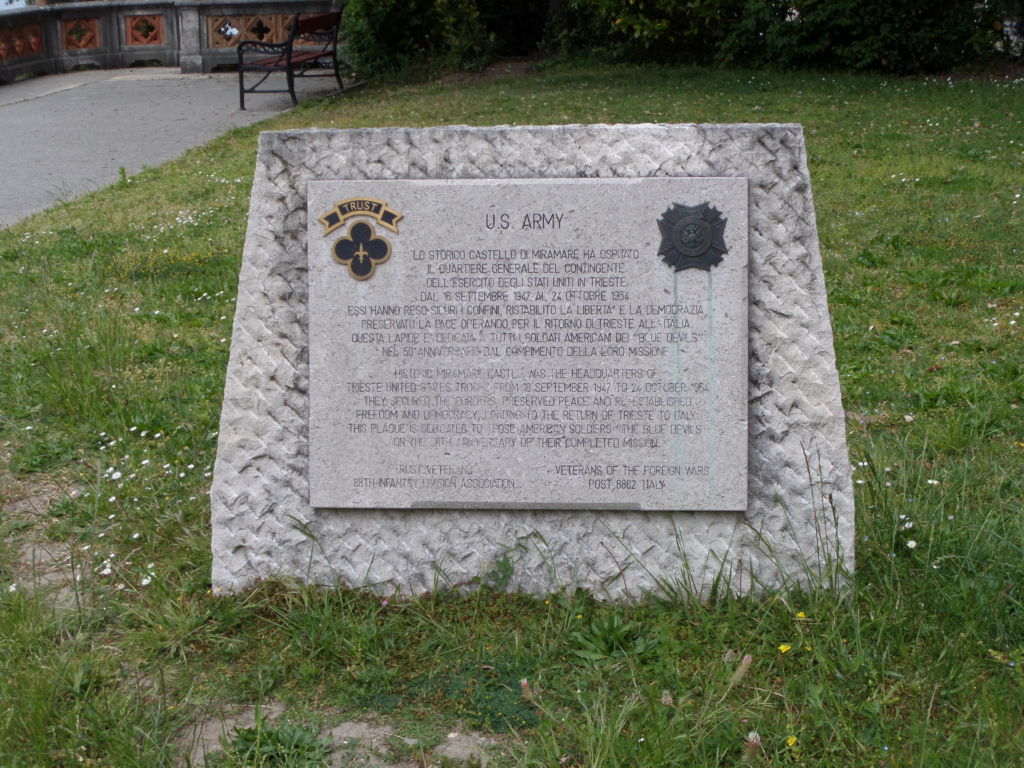 TRUST
U.S. ARMY
LO STORICO CASTELLO DI MIRAMARE HA OSPITATO
IL QUARTIERE GENERALE DEL CONTINGENTE
DELL'ESERCITO DEGLI STATI UNITI IN TRIESTE
DAL 16 SETTEMBRE 1947 AL 24 OTTOBRE 1954
ESSI HANNO RESO SICURI I CONFINI, RISTABILITO LA LIBERTA' E LA DEMOCRAZIA
PRESERVATO LA PACE OPERANDO PER IL RITORNO DI TRIESTE ALL'ITALIA
QUESTA LAPIDE E' DEDICATA A TUTTI I SOLDATI AMERICANI DEI "BLUE DEVILS"
NEL 50° ANNIVERSARIO DAL COMPIMENTO DELLA LORO MISSIONE
HISTORIC MIRAMARE CASTLE WAS THE HEADQUARTERS OF
TRIESTE UNITED STATES TROOPS FROM 16 SEPTEMBER 1947 TO 24 OCTOBER 1954
THEY SECURED THE BORDERS, PRESERVED PEACE AND RE-ESTABLISHED
FREEDOM AND DEMOCRACY, LEADING TO THE RETURN OF TRIESTE TO ITALY
THIS PLAQUE IS DEDICATED TO THOSE AMERICAN SOLDIERS "THE BLUE DEVILS"
ON THE 50TH ANNIVERSARY OF THEIR COMPLETED MISSION
TRUST VETERANS
88TH INFANTRY DIVISION ASSOCIATION
VETERANS OF THE FOREIGN WARS
POST 8862 ITALY